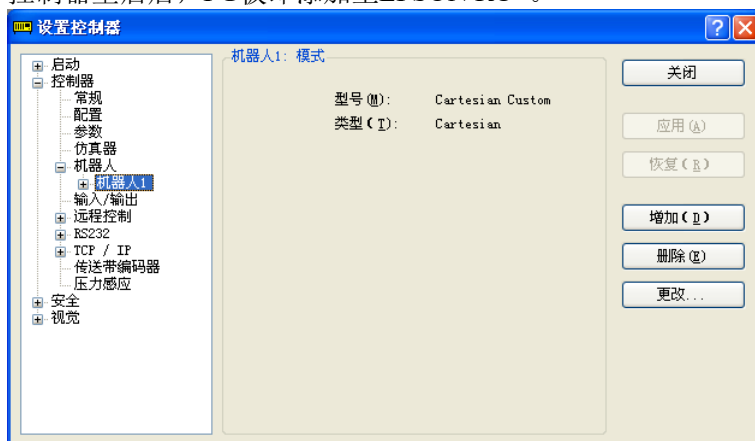 设置控制器
启动
控制器
常规
配置
参数
仿真器
机器人
机器人1
输入/输出
远程控制
RS232
TCP / IP
传送带编码器
压力感应
安全
视觉
机器人1: 模式
型号(M): Cartesian Custom
类型(T): Cartesian
关闭
应用(A)
恢复(R)
增加(D)
删除(E)
更改...